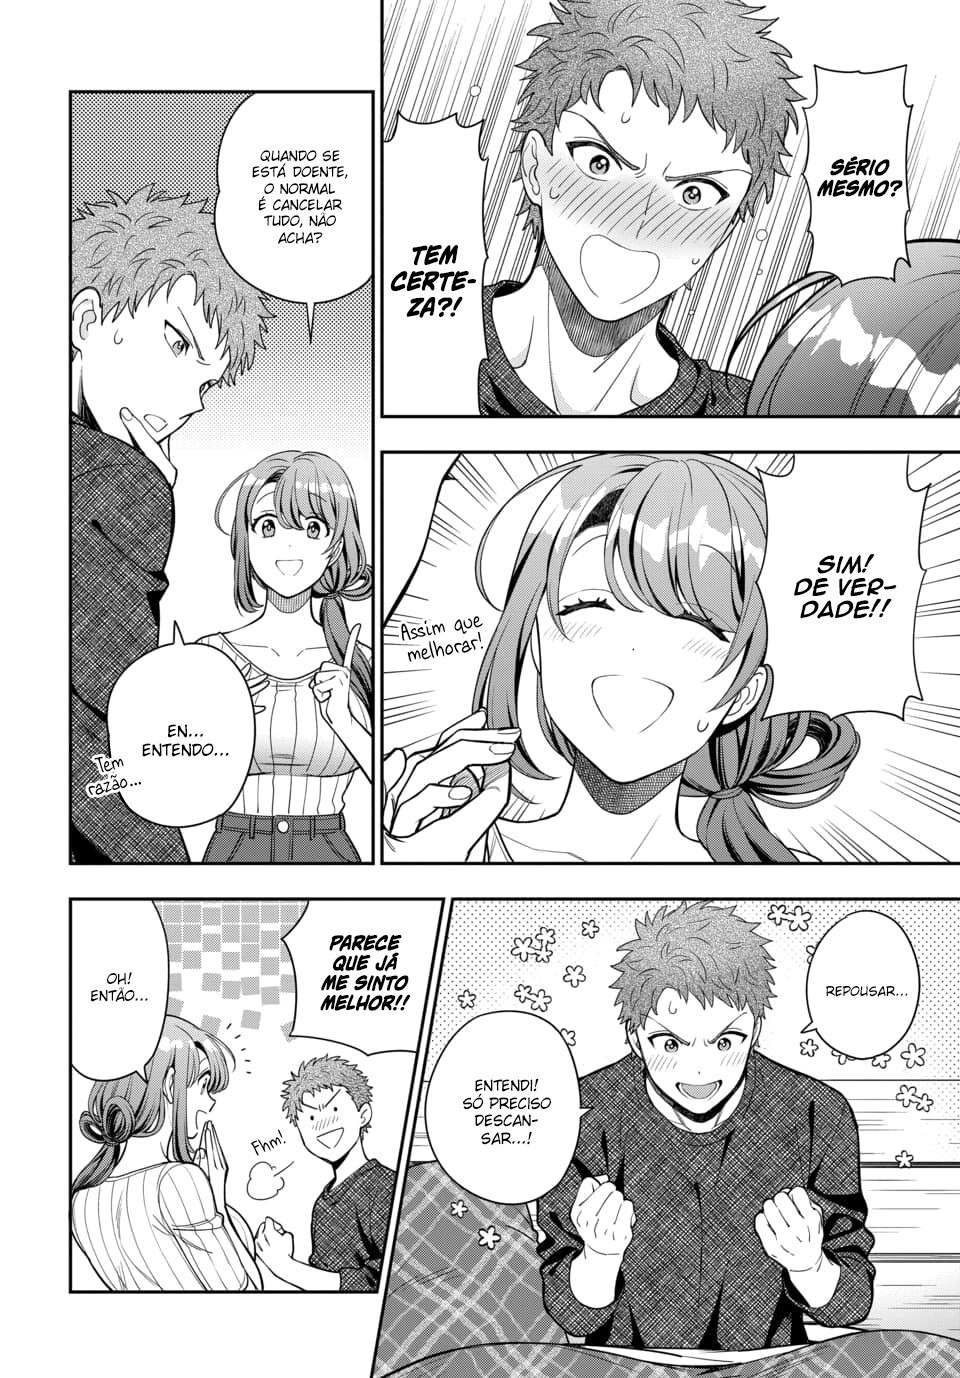 SÉRIO
MESMO?
TEM
CERTE-
ZA?!
SIM!
DE VER-
DADE!!
Assim que
melhorar!
QUANDO SE
ESTÁ DOENTE,
O NORMAL
É CANCELAR
TUDO, NÃO
ACHA?
EN...
ENTENDO...
Tem
razão...
REPOUSAR...
ENTENDI!
SÓ PRECISO
DESCAN-
SAR...!
PARECE
QUE JÁ
ME SINTO
MELHOR!!
Fhm!
OH!
ENTÃO...